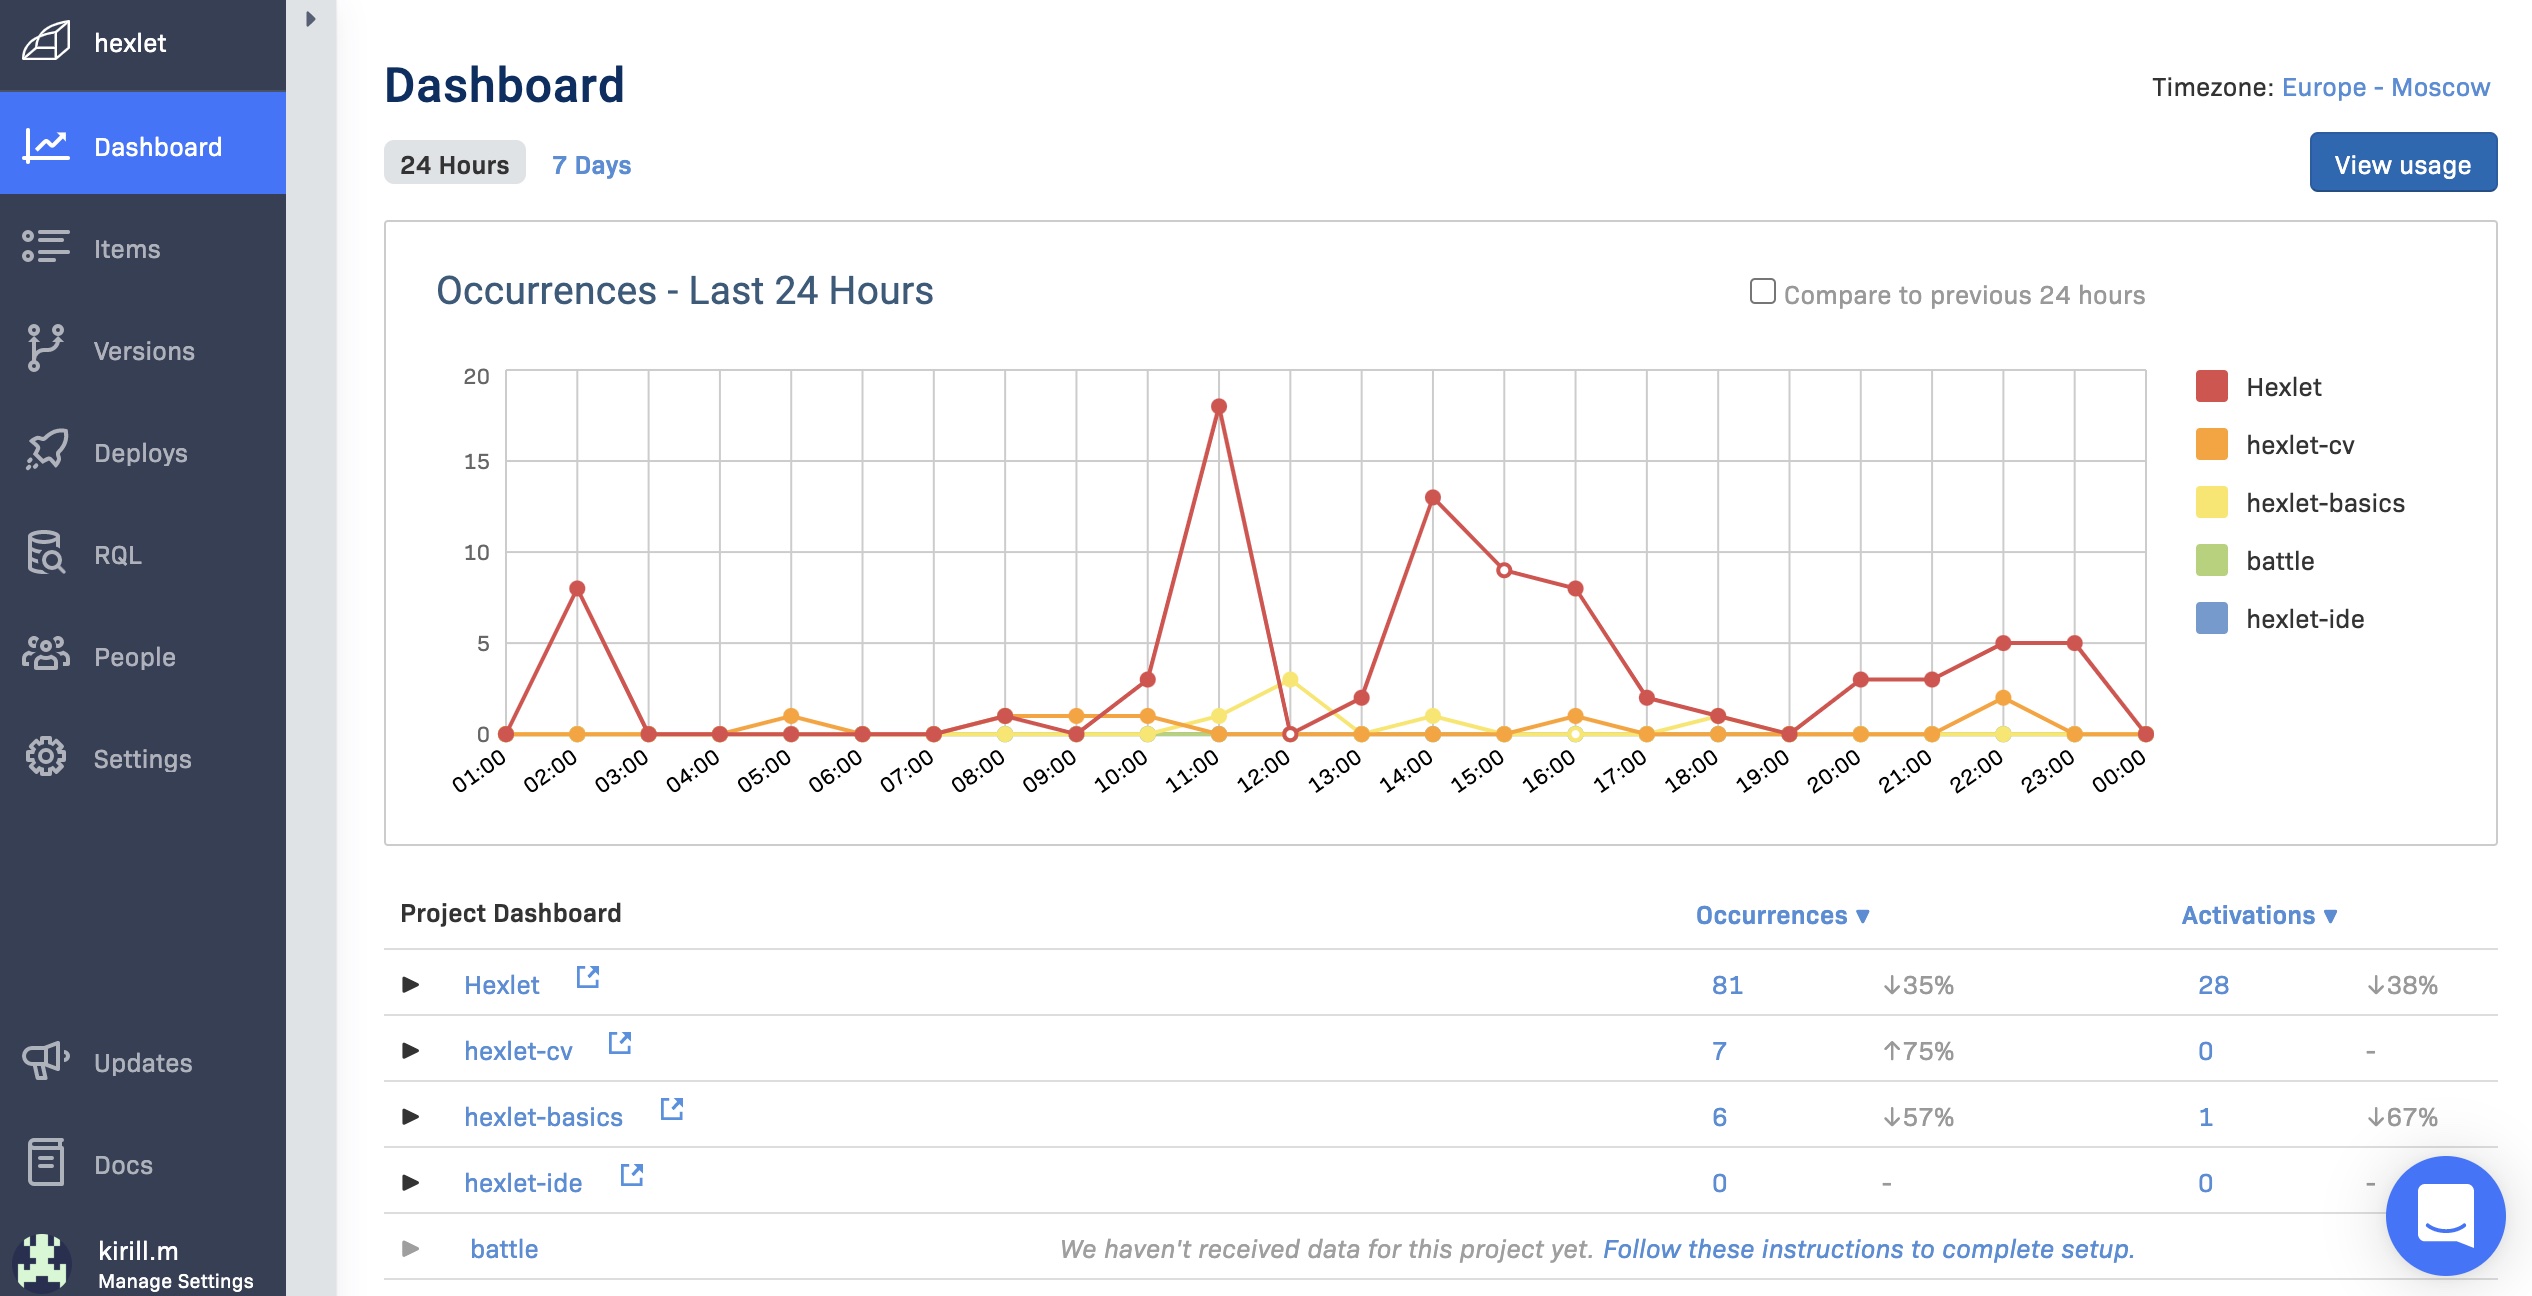 hexlet
Dashboard
Items
Versions
Deploys
RQL
People
Settings
Updates
Docs
kirill.m
Manage Settings
Dashboard
Timezone: Europe - Moscow
24 Hours 7 Days
View usage
Occurrences - Last 24 Hours
Compare to previous 24 hours
20
15
10
5
0
01:00 02:00 03:00 04:00 05:00 06:00 07:00 08:00 09:00 10:00 11:00 12:00 13:00 14:00 15:00 16:00 17:00 18:00 19:00 20:00 21:00 22:00 23:00 00:00
Hexlet
hexlet-cv
hexlet-basics
battle
hexlet-ide
Project Dashboard Occurrences ▼ Activations ▼
Hexlet 81 ↓35% 28 ↓38%
hexlet-cv 7 ↑75% 0 -
hexlet-basics 6 ↓57% 1 ↓67%
hexlet-ide 0 - 0 -
battle We haven't received data for this project yet. Follow these instructions to complete setup.